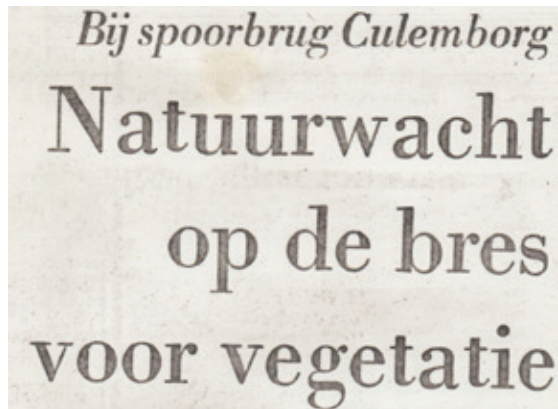 Bij spoorbrug Culemborg
Natuurwacht
op de bres
voor vegetatie